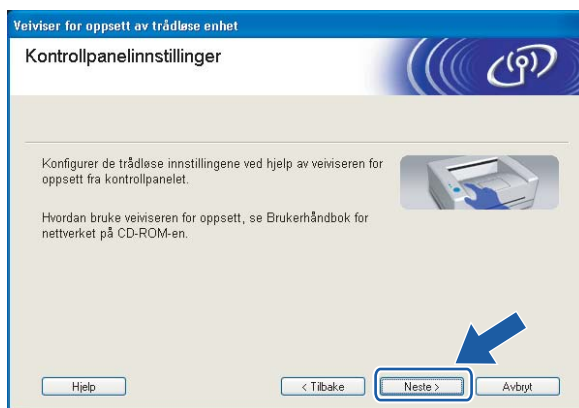 Veiviser for oppsett av trådløse enhet
Kontrollpanelinnstillinger
Konfigurer de trådløse innstillingene ved hjelp av veiviseren for
oppsett fra kontrollpanelet.
Hvordan bruke veiviseren for oppsett, se Brukerhåndbok for
nettverket på CD-ROM-en.
Hjelp
< Tilbake
Neste >
Avbryt